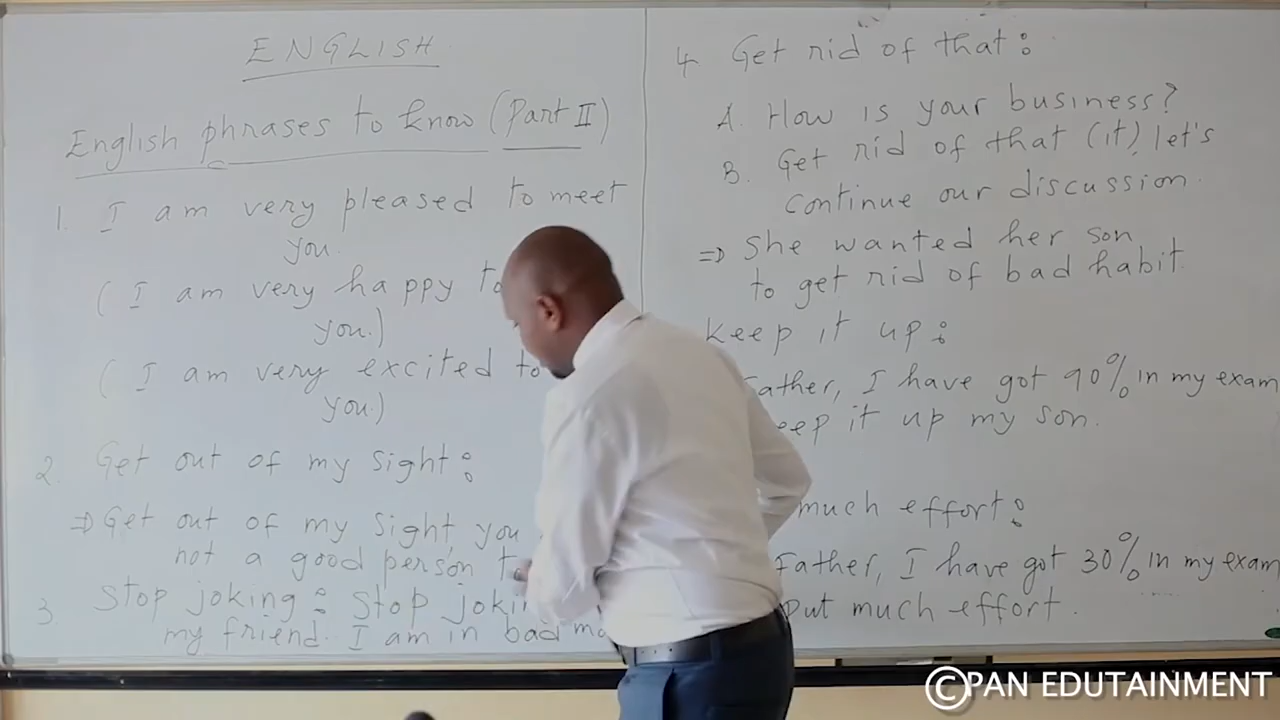 ENGLISH
English phrases to know (Part II)
1. I am very pleased to meet
you.
( I am very happy to
you.)
( I am very excited to
you.)
2. Get out of my sight:
⇒ Get out of my sight, you
not a good person
3. Stop joking: Stop
my friend. I am in bad
4. Get rid of that:
A. How is your business?
B. Get rid of that (it), let's
continue our discussion.
⇒ She wanted her son
to get rid of bad habit.
Keep it up:
Father, I have got 90% in my exam
keep it up my son.
much effort:
Father, I have got 30% in my exam
put much effort.
©PAN EDUTAINMENT